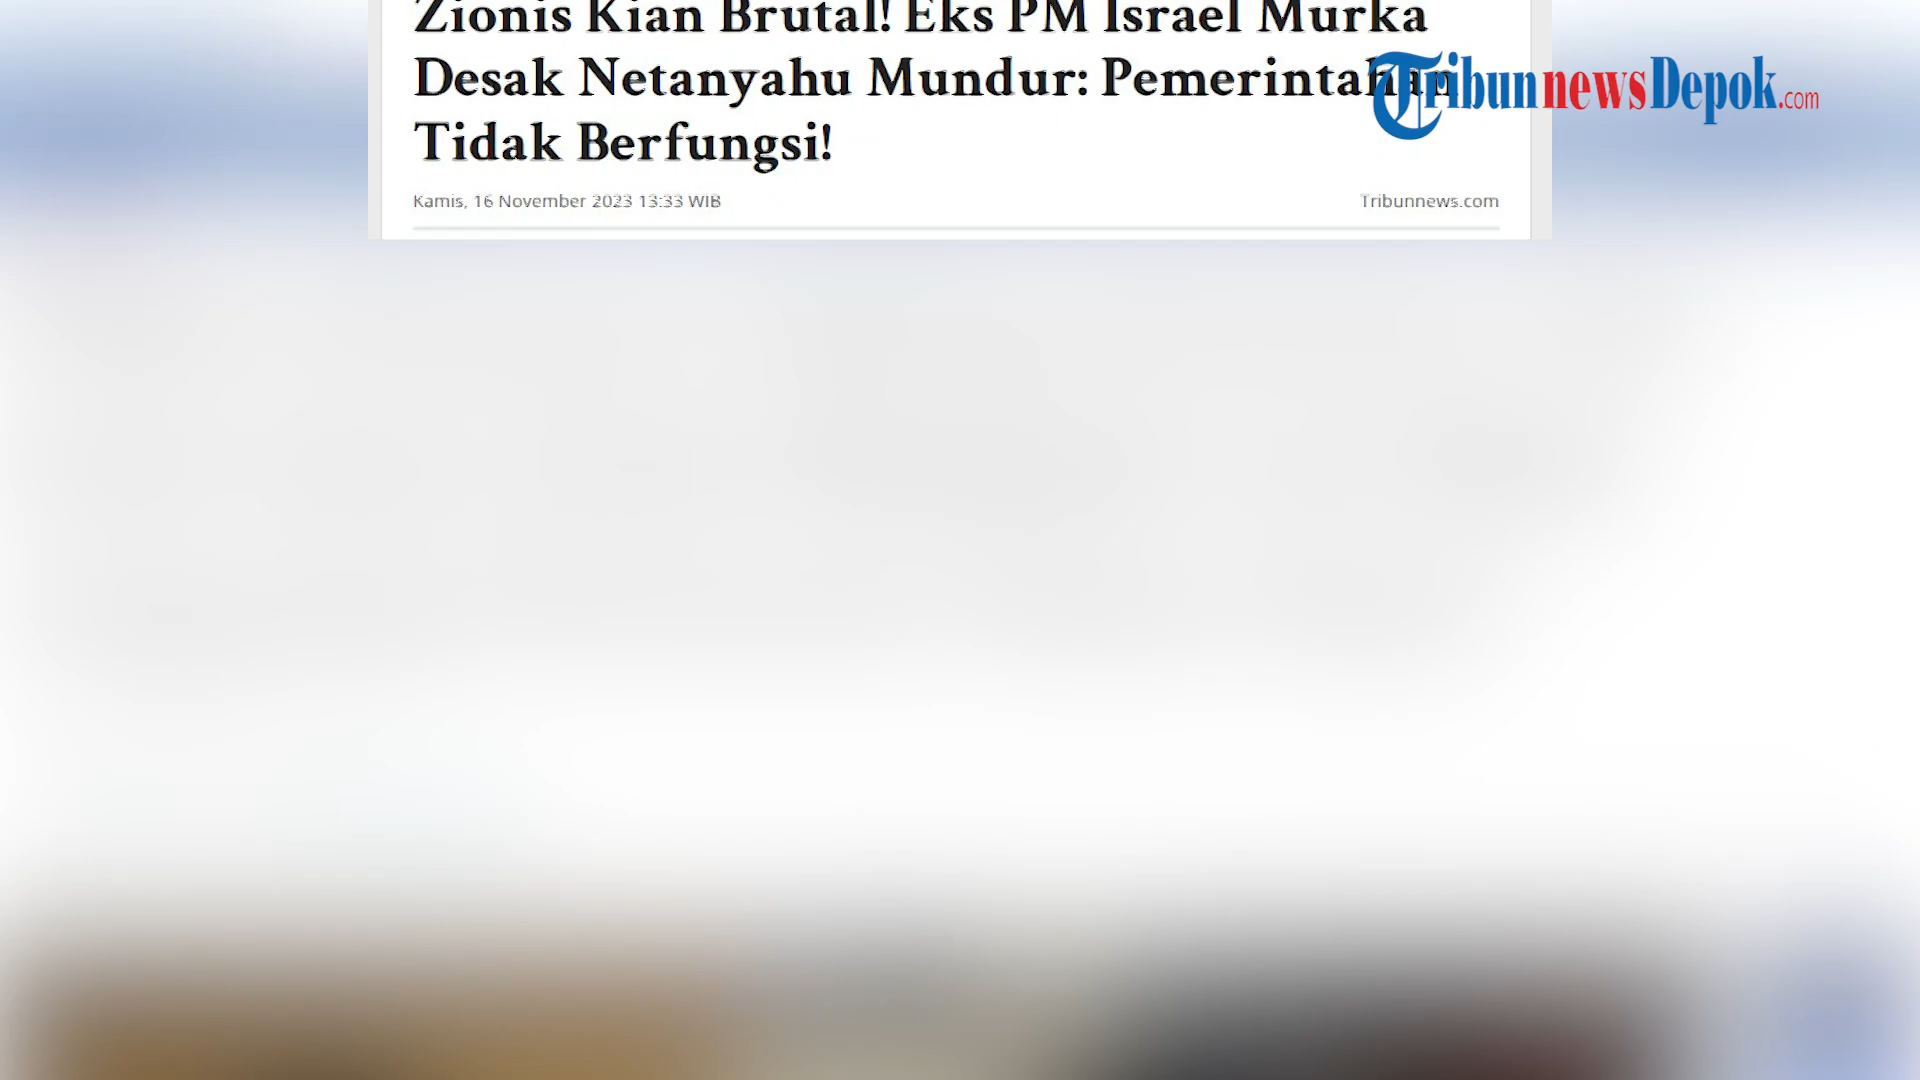 Zionis Kian Brutal! Eks PM Israel Murka
Desak Netanyahu Mundur: Pemerintahan
Tidak Berfungsi!
TribunnewsDepok.com
Kamis, 16 November 2023 13:33 WIB
Tribunnews.com